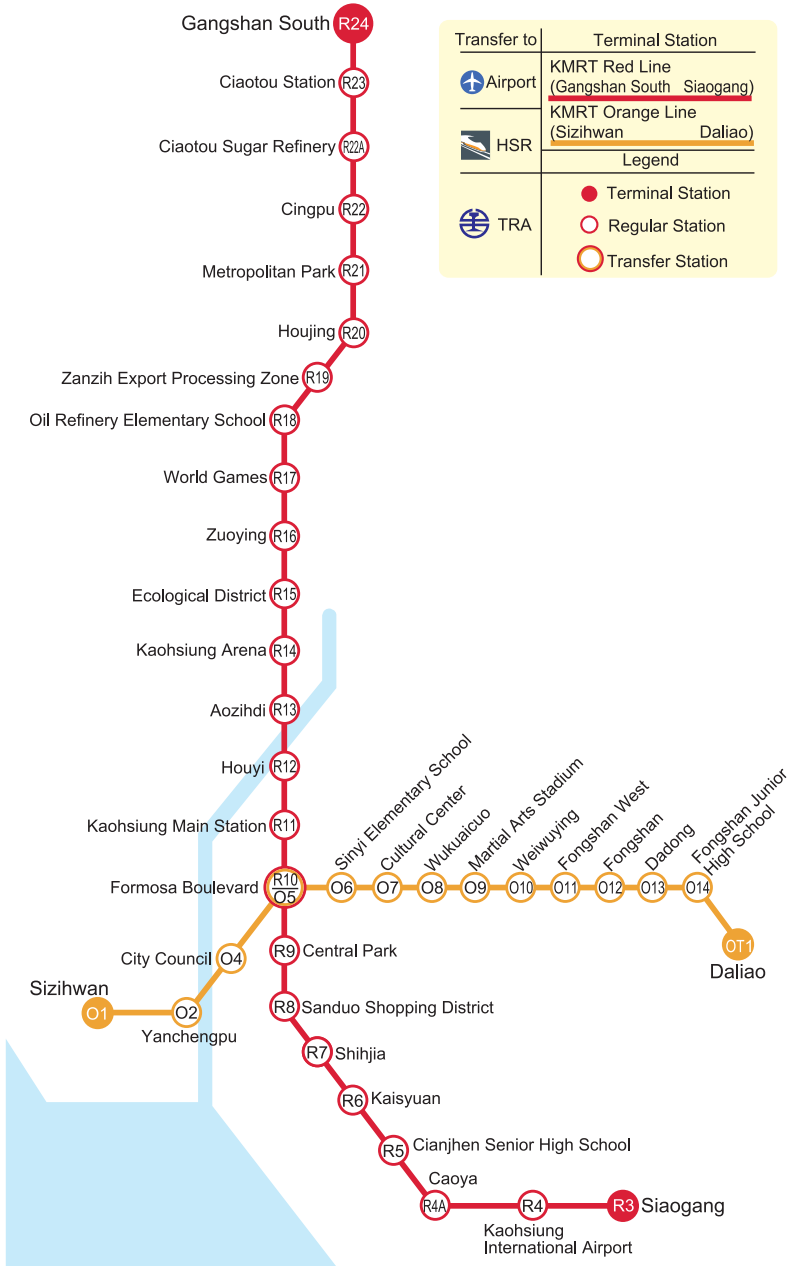 Gangshan South R24
Ciaotou Station R23
Ciaotou Sugar Refinery R22A
Cingpu R22
Metropolitan Park R21
Houjing R20
Zanzih Export Processing Zone R19
Oil Refinery Elementary School R18
World Games R17
Zuoying R16
Ecological District R15
Kaohsiung Arena R14
Aozihdi R13
Houyi R12
Kaohsiung Main Station R11
Formosa Boulevard R10
O5
R9 Central Park
R8 Sanduo Shopping District
R7 Shihjia
R6 Kaisyuan
R5 Cianjhen Senior High School
Caoya
R4A
R4
Kaohsiung
International Airport
R3 Siaogang
Sizihwan
O1
O2
Yanchengpu
City Council O4
Sinyi Elementary School
O6
Cultural Center
O7
Wukuaicuo
O8
Martial Arts Stadium
O9
Weiwuying
O10
Fongshan West
O11
Fongshan
O12
Dadong
O13
Fongshan Junior
High School
O14
OT1
Daliao
Transfer to
Airport
HSR
TRA
Terminal Station
KMRT Red Line
(Gangshan South Siaogang)
KMRT Orange Line
(Sizihwan Daliao)
Legend
Terminal Station
Regular Station
Transfer Station